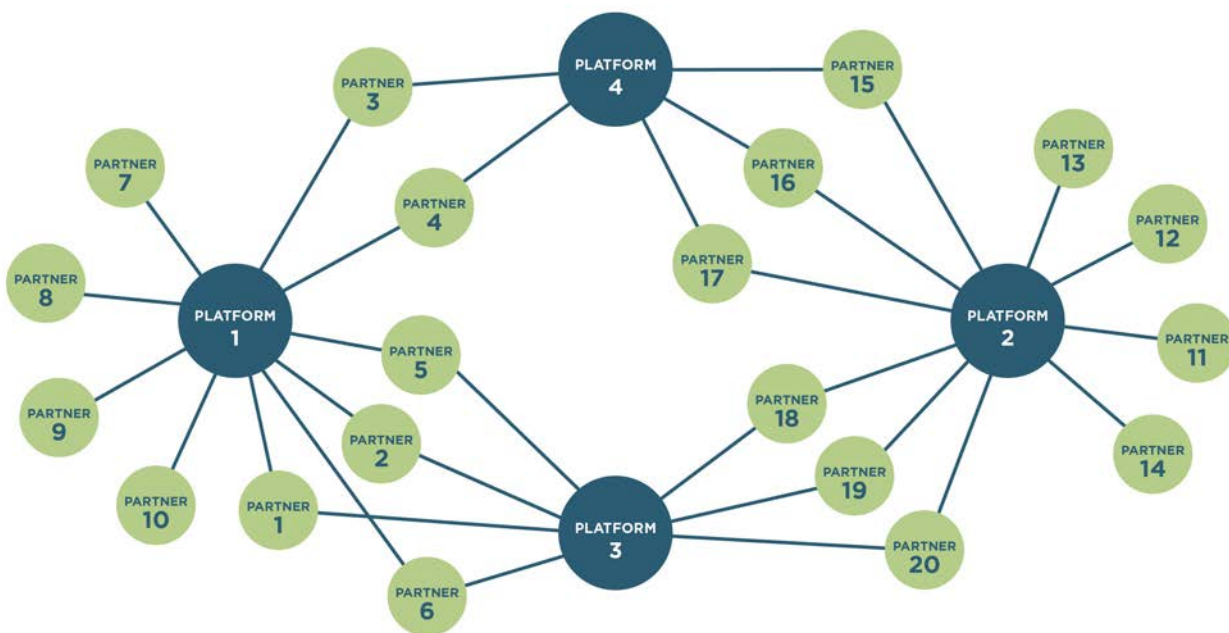 PLATFORM
4
PARTNER
3
PARTNER
15
PARTNER
7
PARTNER
4
PARTNER
16
PARTNER
13
PARTNER
12
PARTNER
17
PARTNER
8
PLATFORM
1
PLATFORM
2
PARTNER
11
PARTNER
5
PARTNER
18
PARTNER
9
PARTNER
2
PARTNER
14
PARTNER
19
PARTNER
10
PARTNER
1
PLATFORM
3
PARTNER
20
PARTNER
6